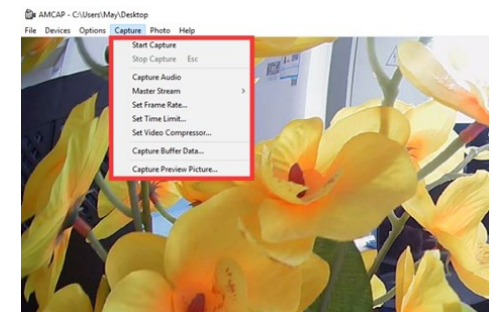 AMCAP - C:\Users\May\Desktop
File Devices Options Capture Photo Help
Start Capture
Stop Capture Esc
Capture Audio
Master Stream
Set Frame Rate...
Set Time Limit...
Set Video Compressor...
Capture Buffer Data...
Capture Preview Picture...